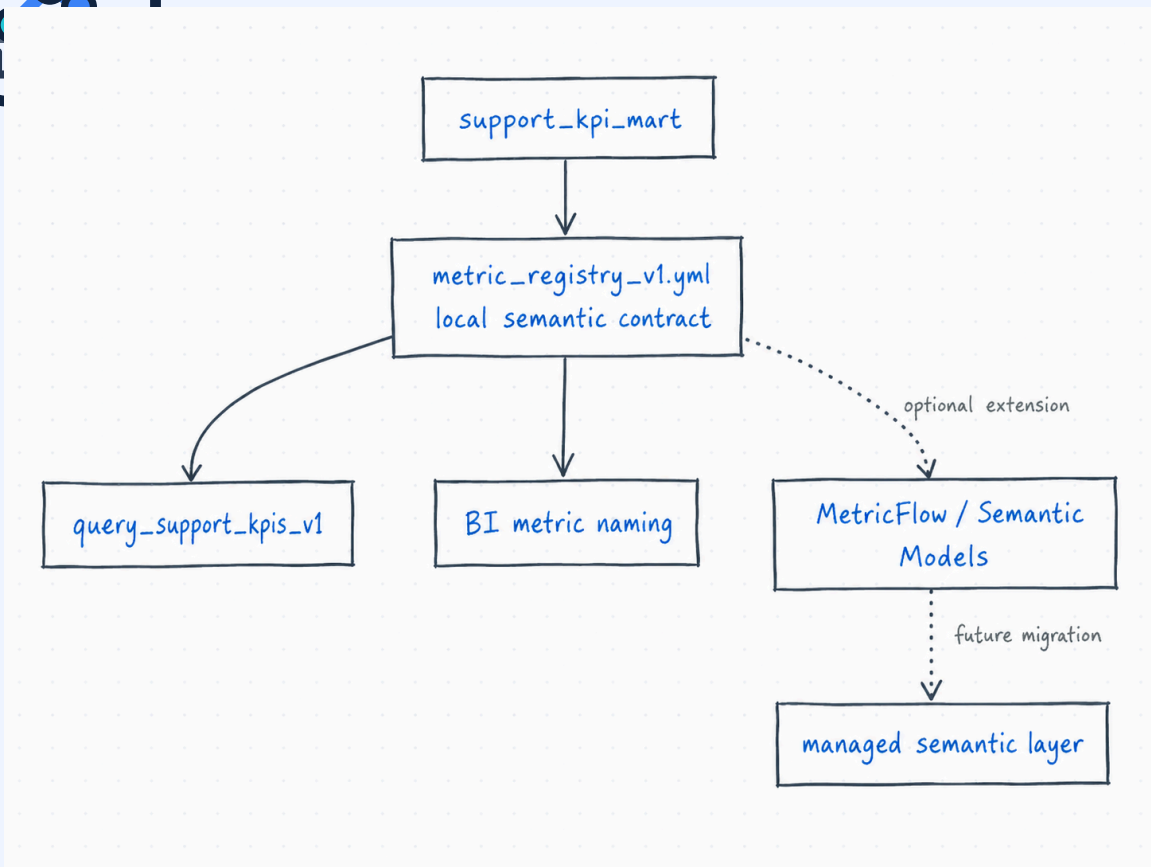 support_kpi_mart
metric_registry_v1.yml
local semantic contract
optional extension
query_support_kpis_v1
BI metric naming
MetricFlow / Semantic
Models
future migration
managed semantic layer